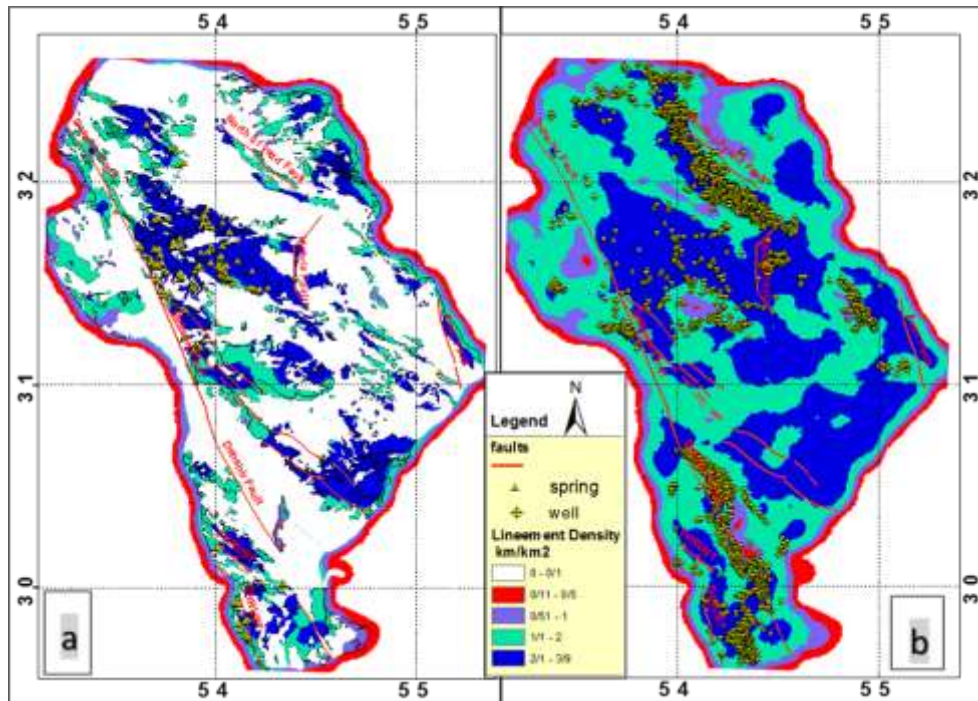 5 4
5 5
5 4
5 5
3 2
3 2
3 1
3 1
3 0
3 0
Dehshir Fault
N
Legend
faults
spring
well
Lineement Density
km/km2
0 - 0/1
0/11 - 0/5
0/51 - 1
1/1 - 2
2/1 - 3/9
a
b
5 4
5 5
5 4
5 5